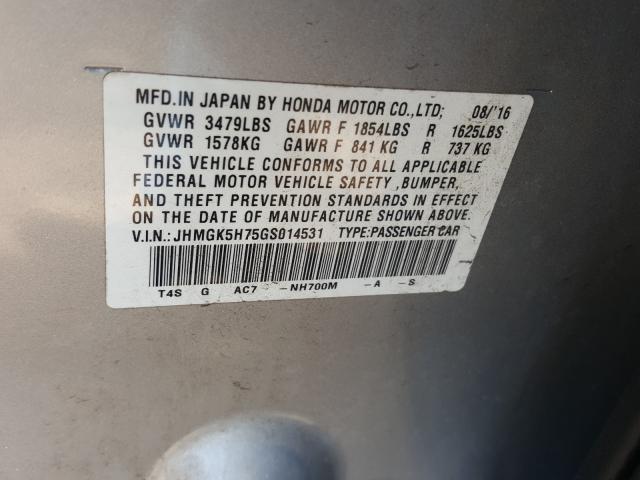 MFD.IN JAPAN BY HONDA MOTOR CO.,LTD; 08/'16
GVWR 3479LBS GAWR F 1854LBS R 1625LBS
GVWR 1578KG GAWR F 841 KG R 737 KG
THIS VEHICLE CONFORMS TO ALL APPLICABLE
FEDERAL MOTOR VEHICLE SAFETY ,BUMPER,
AND THEFT PREVENTION STANDARDS IN EFFECT
ON THE DATE OF MANUFACTURE SHOWN ABOVE.
V.I.N.: JHMGK5H75GS014531 TYPE:PASSENGER CAR
T4S G AC7 -NH700M -A -S